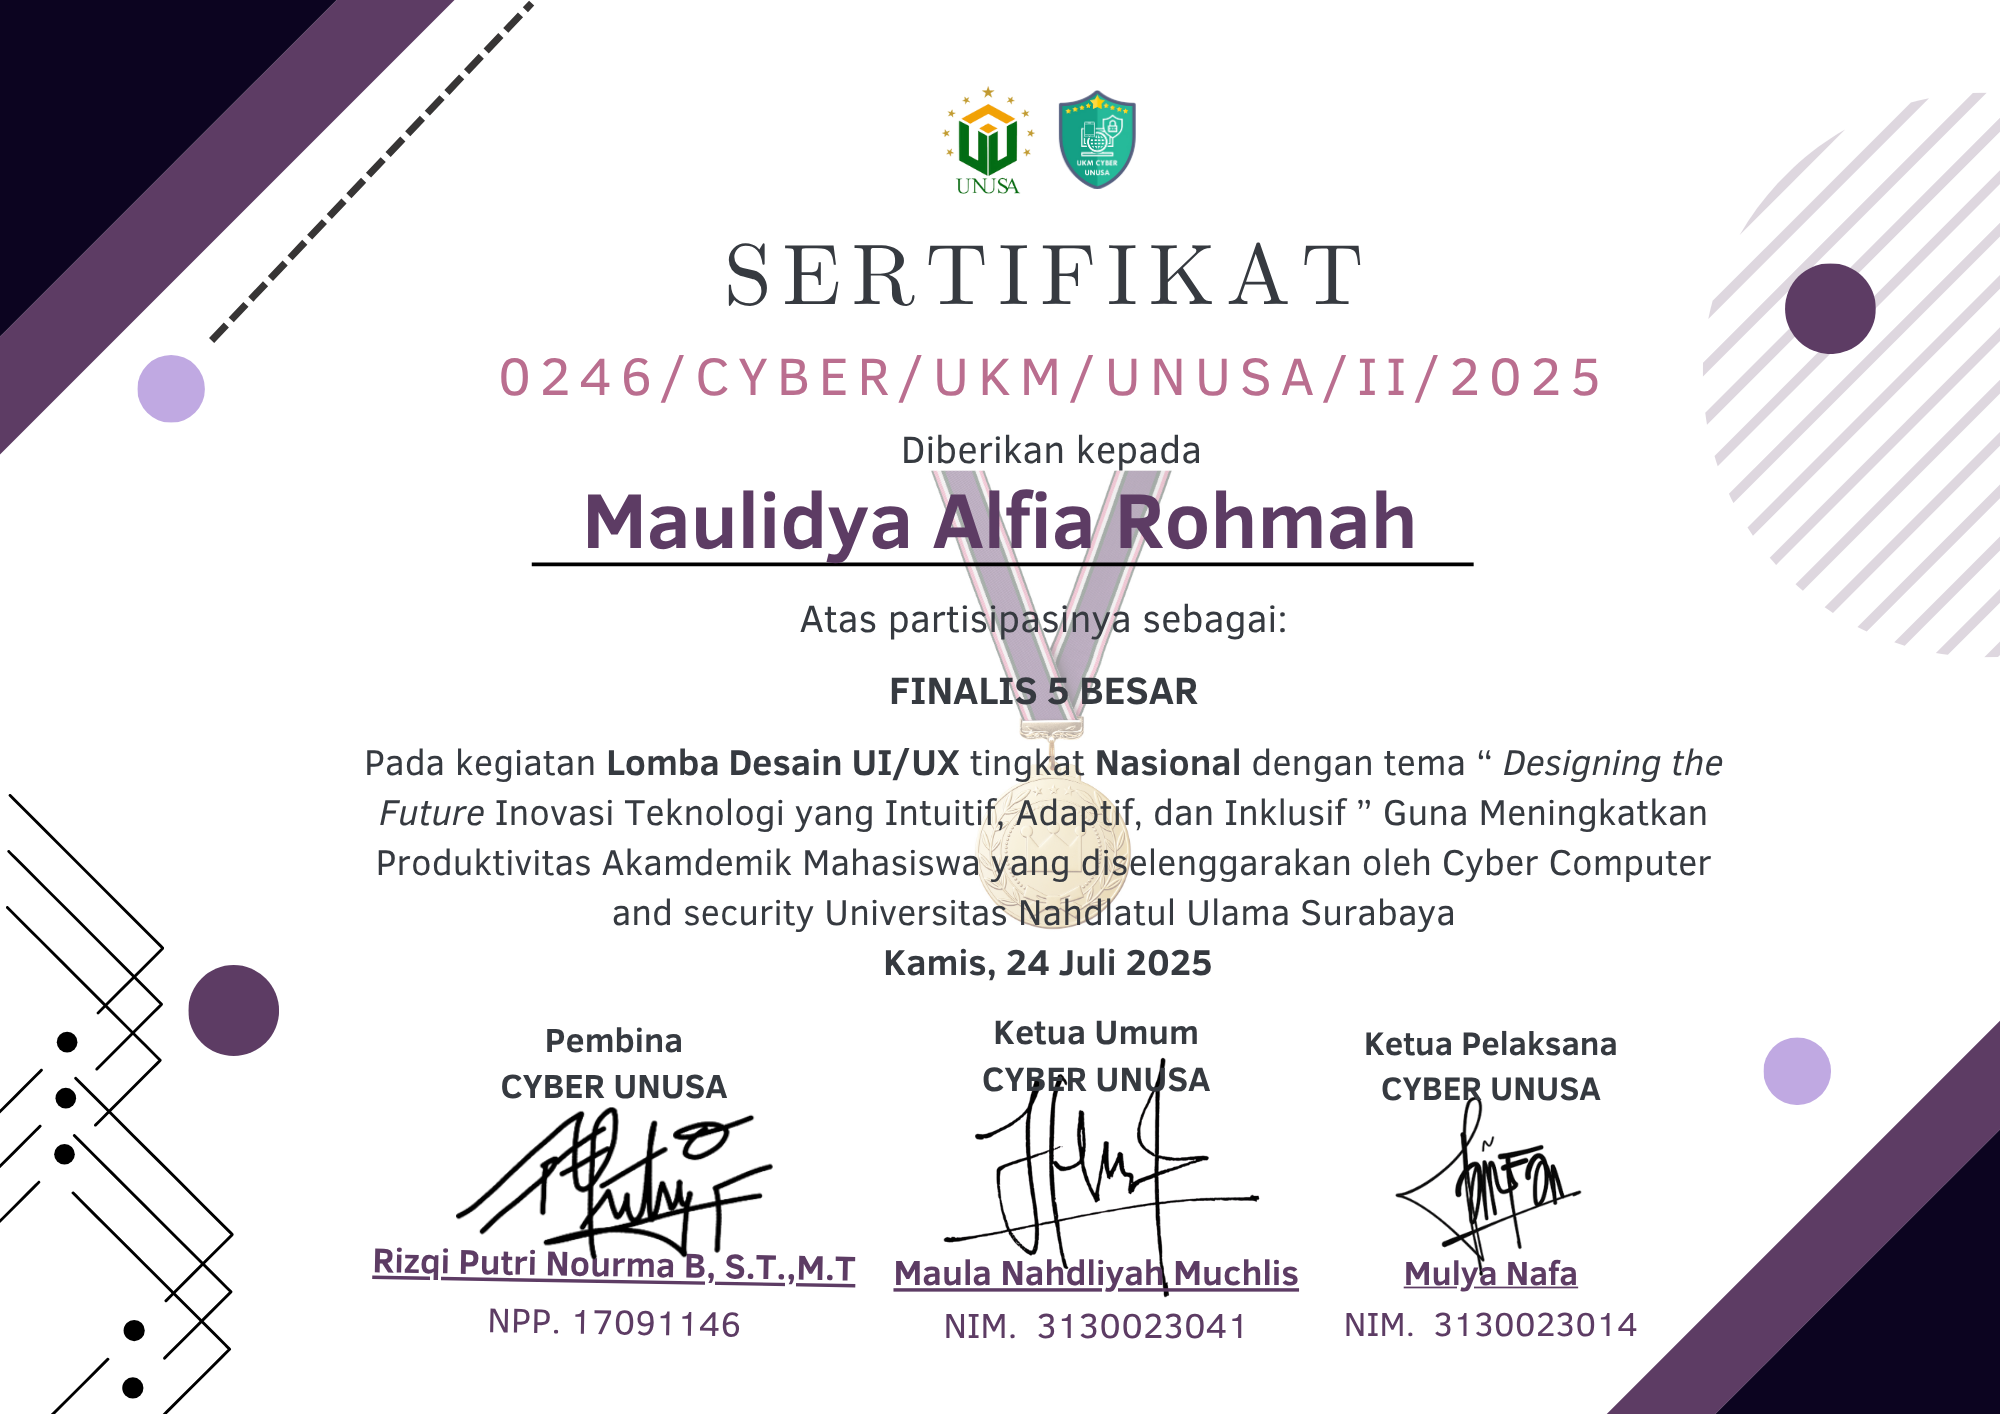 UNUSA
UKM CYBER
UNUSA
SERTIFIKAT
0246/CYBER/UKM/UNUSA/II/2025
Diberikan kepada
Maulidya Alfia Rohmah
Atas partisipasinya sebagai:
FINALIS 5 BESAR
Pada kegiatan Lomba Desain UI/UX tingkat Nasional dengan tema “ Designing the
Future Inovasi Teknologi yang Intuitif, Adaptif, dan Inklusif ” Guna Meningkatkan
Produktivitas Akamdemik Mahasiswa yang diselenggarakan oleh Cyber Computer
and security Universitas Nahdlatul Ulama Surabaya
Kamis, 24 Juli 2025
Pembina
CYBER UNUSA
Rizqi Putri Nourma B, S.T.,M.T
NPP. 17091146
Ketua Umum
CYBER UNUSA
Maula Nahdliyah Muchlis
NIM. 3130023041
Ketua Pelaksana
CYBER UNUSA
Mulya Nafa
NIM. 3130023014